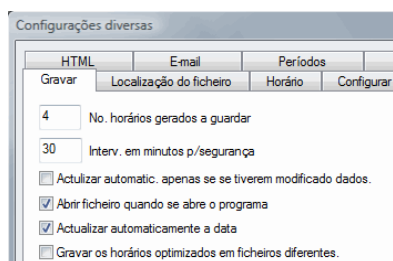 Configurações diversas
HTML E-mail Períodos
Gravar Localização do ficheiro Horário Configurar
4 No. horários gerados a guardar
30 Interv. em minutos p/segurança
Actulizar automatic. apenas se se tiverem modificado dados.
Abrir ficheiro quando se abre o programa
Actualizar automaticamente a data
Gravar os horários optimizados em ficheiros diferentes.